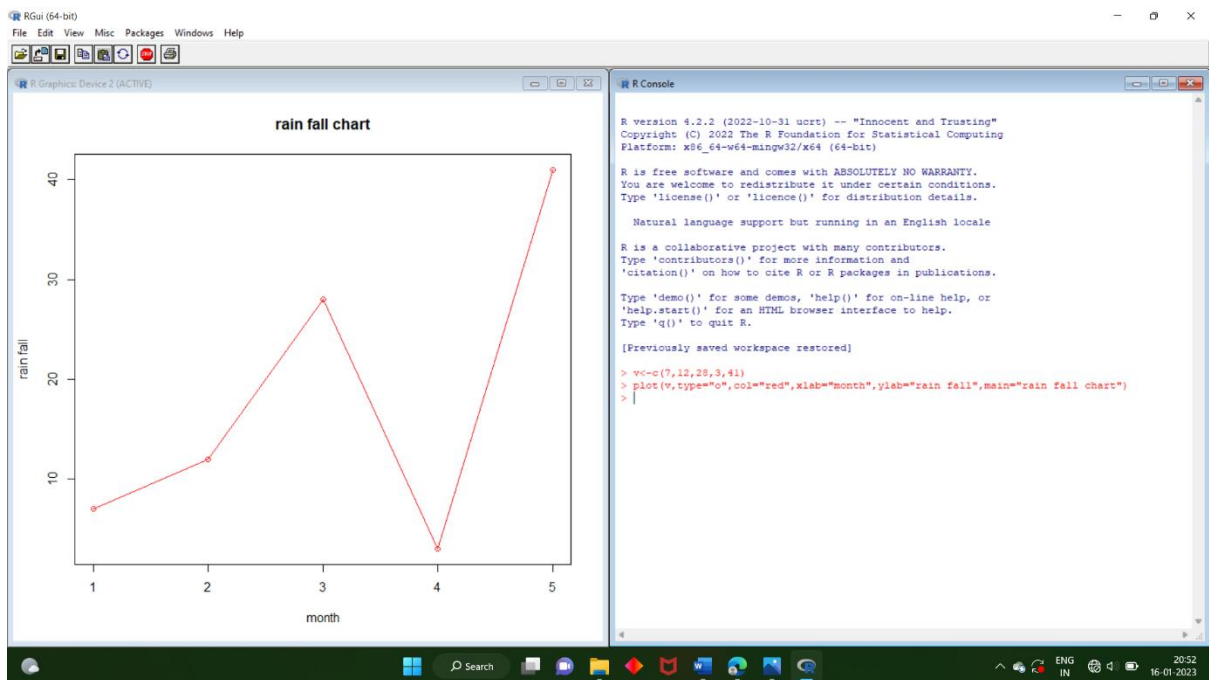 RGui (64-bit)
File Edit View Misc Packages Windows Help
STOP
R Graphics: Device 2 (ACTIVE)
rain fall chart
40
30
20
10
rain fall
1 2 3 4 5
month
R Console
R version 4.2.2 (2022-10-31 ucrt) -- "Innocent and Trusting"
Copyright (C) 2022 The R Foundation for Statistical Computing
Platform: x86_64-w64-mingw32/x64 (64-bit)
R is free software and comes with ABSOLUTELY NO WARRANTY.
You are welcome to redistribute it under certain conditions.
Type 'license()' or 'licence()' for distribution details.
Natural language support but running in an English locale
R is a collaborative project with many contributors.
Type 'contributors()' for more information and
'citation()' on how to cite R or R packages in publications.
Type 'demo()' for some demos, 'help()' for on-line help, or
'help.start()' for an HTML browser interface to help.
Type 'q()' to quit R.
[Previously saved workspace restored]
> v<-c(7,12,28,3,41)
> plot(v,type="o",col="red",xlab="month",ylab="rain fall",main="rain fall chart")
>
Search
ENG
IN
20:52
16-01-2023